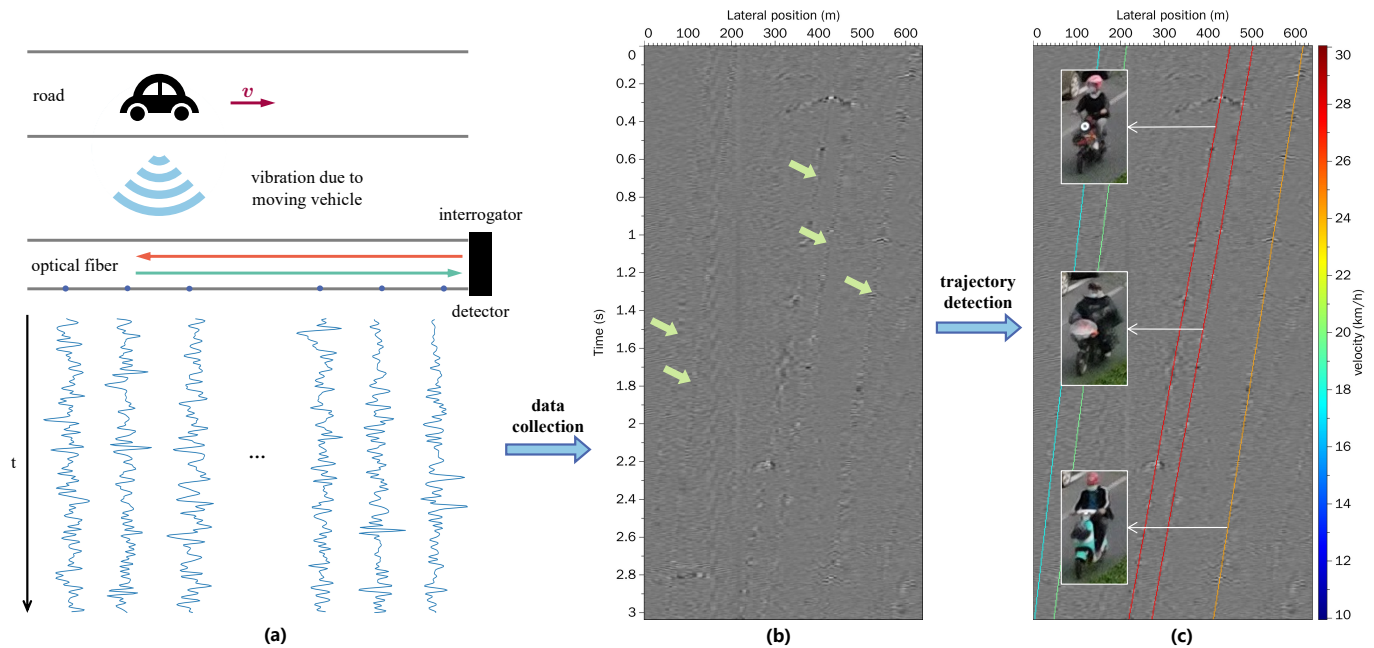 road
v
vibration due to
moving vehicle
interrogator
optical fiber
detector
t
...
(a)
data
collection
Lateral position (m)
0 100 200 300 400 500 600
Time (s)
0
0.2
0.4
0.6
0.8
1
1.2
1.4
1.6
1.8
2
2.2
2.4
2.6
2.8
3
(b)
trajectory
detection
Lateral position (m)
0 100 200 300 400 500 600
(c)
30
28
26
24
22
20
18
16
14
12
10
velocity (km/h)